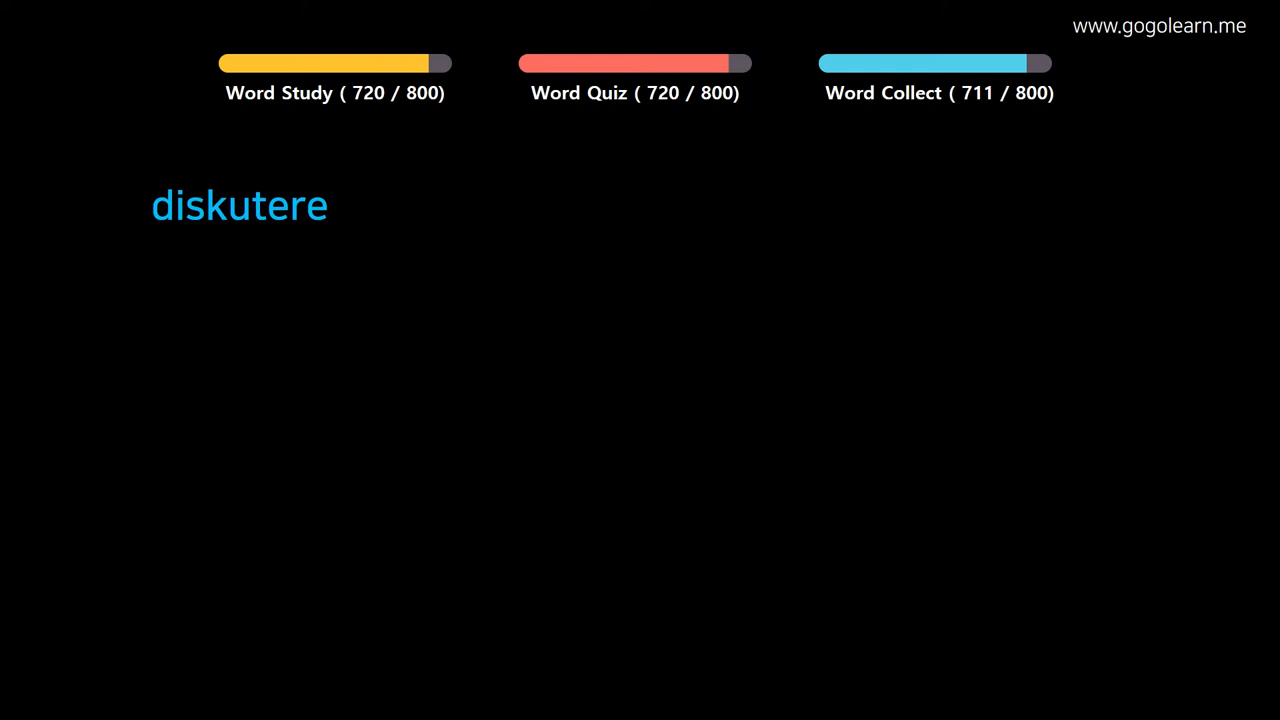 www.gogolearn.me
Word Study ( 720 / 800)
Word Quiz ( 720 / 800)
Word Collect ( 711 / 800)
diskutere